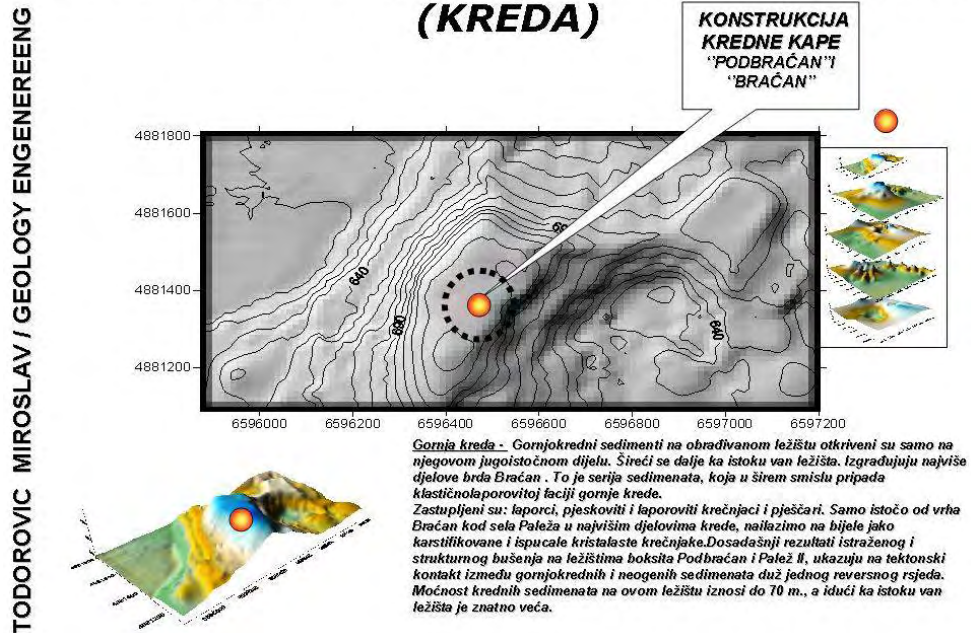 TODOROVIC MIROSLAV / GEOLOGY ENGENEREENG
(KREDA)
KONSTRUKCIJA
KREDNE KAPE
‘‘PODBRAĆAN’’I
‘‘BRAĆAN’’
4881800
4881600
4881400
4881200
6596000 6596200 6596400 6596600 6596800 6597000 6597200
640
690
640
Gornja kreda - Gornjokredni sedimenti na obrađivanom ležištu otkriveni su samo na
njegovom jugoistočnom dijelu. Šireći se dalje ka istoku van ležišta. Izgrađujuju najviše
djelove brda Braćan . To je serija sedimenata, koja u širem smislu pripada
klastičnolaporovitoj faciji gornje krede.
Zastupljeni su: laporci, pjeskoviti i laporoviti krečnjaci i pješčari. Samo istočo od vrha
Braćan kod sela Paleža u najvišim djelovima krede, nailazimo na bijele jako
karstifikovane i ispucale kristalaste krečnjake.Dosadašnji rezultati istraženog i
strukturnog bušenja na ležištima boksita Podbraćan i Palež II, ukazuju na tektonski
kontakt između gornjokrednih i neogenih sedimenata duž jednog reversnog rsjeda.
Moćnost krednih sedimenata na ovom ležištu iznosi do 70 m., a idući ka istoku van
ležišta je znatno veća.